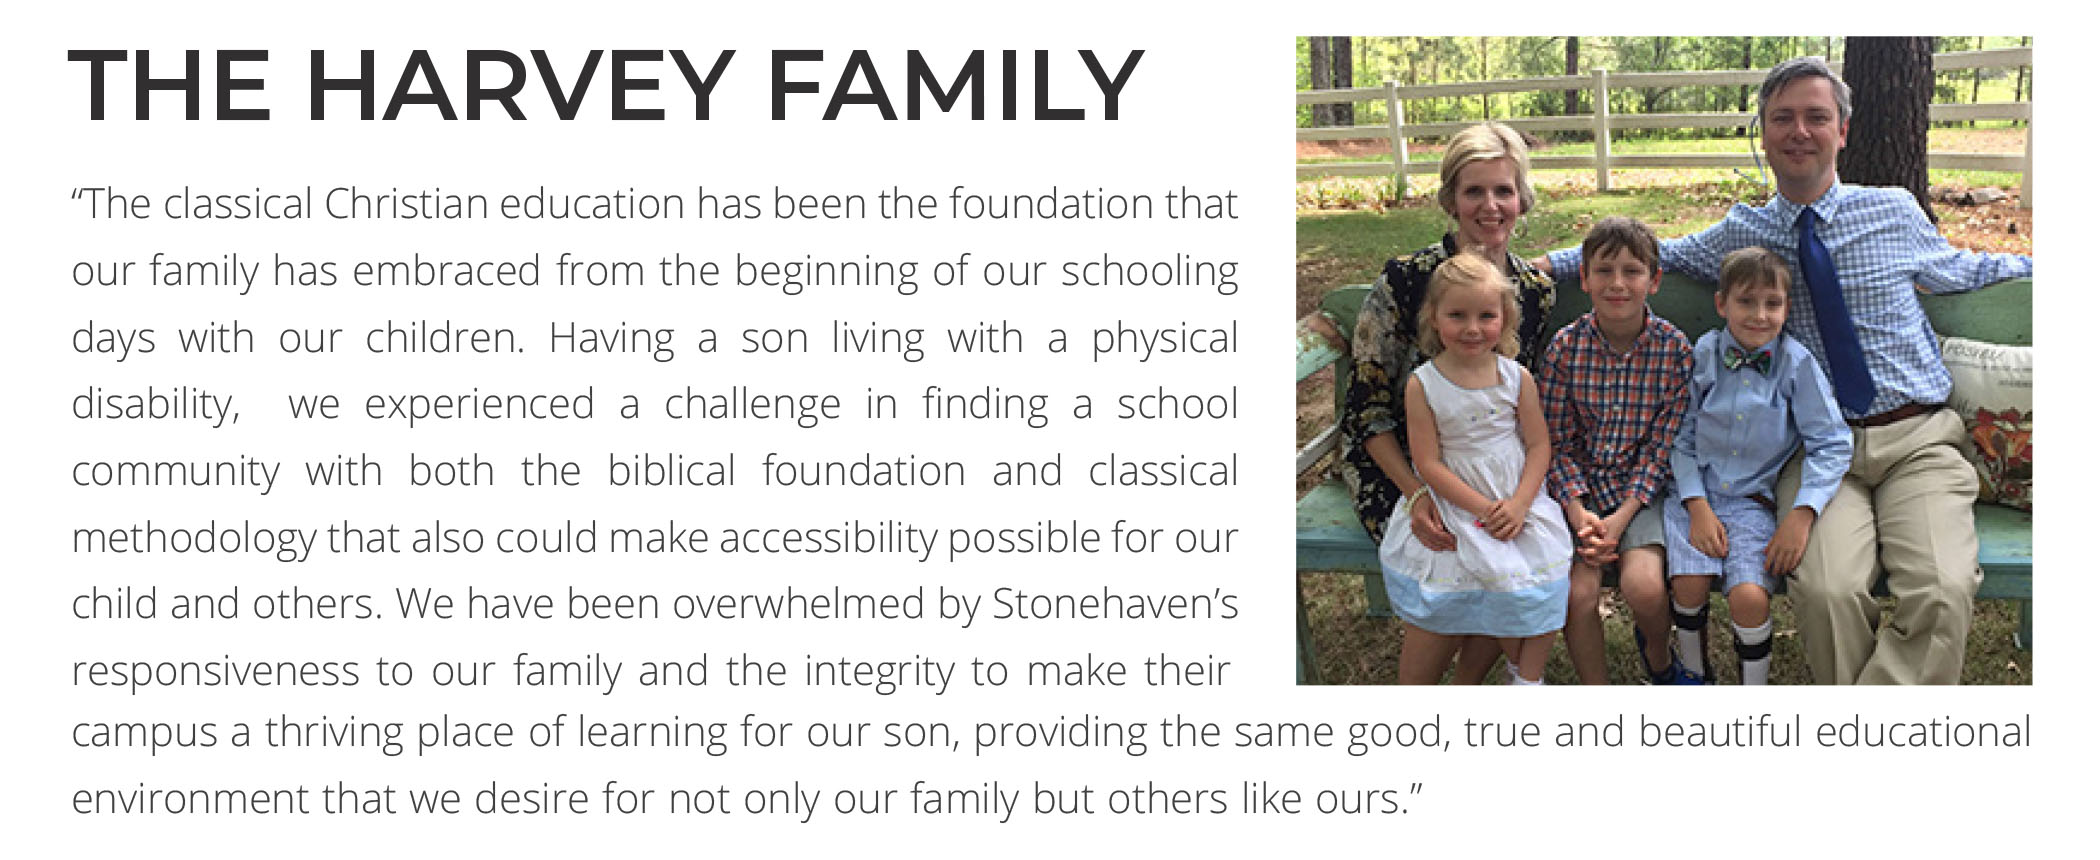 THE HARVEY FAMILY
“The classical Christian education has been the foundation that
our family has embraced from the beginning of our schooling
days with our children. Having a son living with a physical
disability,  we experienced a challenge in finding a school
community with both the biblical foundation and classical
methodology that also could make accessibility possible for our
child and others. We have been overwhelmed by Stonehaven’s
responsiveness to our family and the integrity to make their
campus a thriving place of learning for our son, providing the same good, true and beautiful educational
environment that we desire for not only our family but others like ours.”